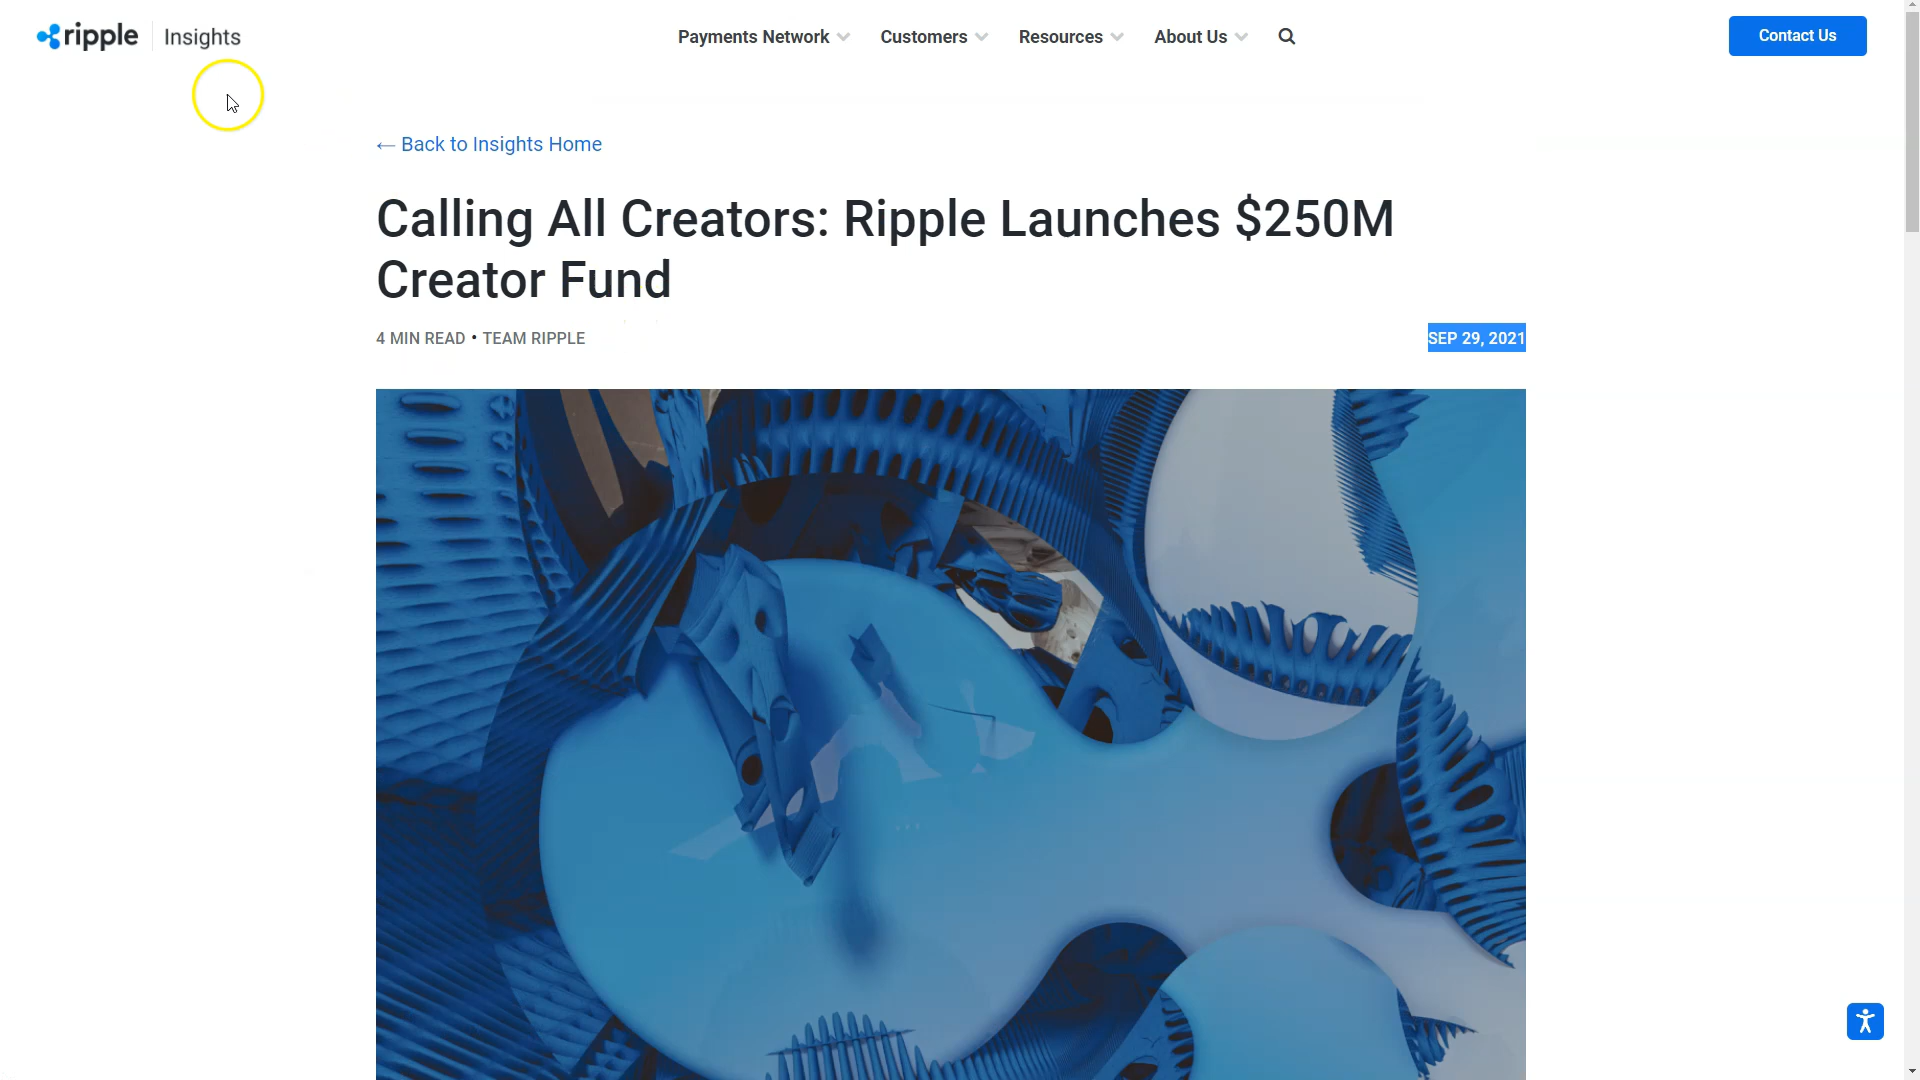 ripple Insights
Payments Network Customers Resources About Us
Contact Us
← Back to Insights Home
Calling All Creators: Ripple Launches $250M
Creator Fund
4 MIN READ • TEAM RIPPLE
SEP 29, 2021